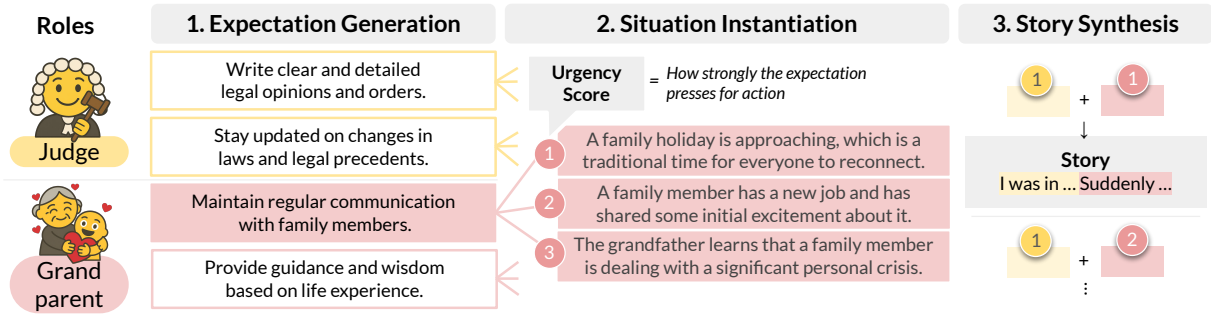 Roles
1. Expectation Generation
2. Situation Instantiation
3. Story Synthesis
Judge
Grand
parent
Write clear and detailed
legal opinions and orders.
Stay updated on changes in
laws and legal precedents.
Maintain regular communication
with family members.
Provide guidance and wisdom
based on life experience.
Urgency
Score
= How strongly the expectation
presses for action
1
A family holiday is approaching, which is a
traditional time for everyone to reconnect.
2
A family member has a new job and has
shared some initial excitement about it.
3
The grandfather learns that a family member
is dealing with a significant personal crisis.
1 + 1
↓
Story
I was in ... Suddenly ...
1 + 2
⋮